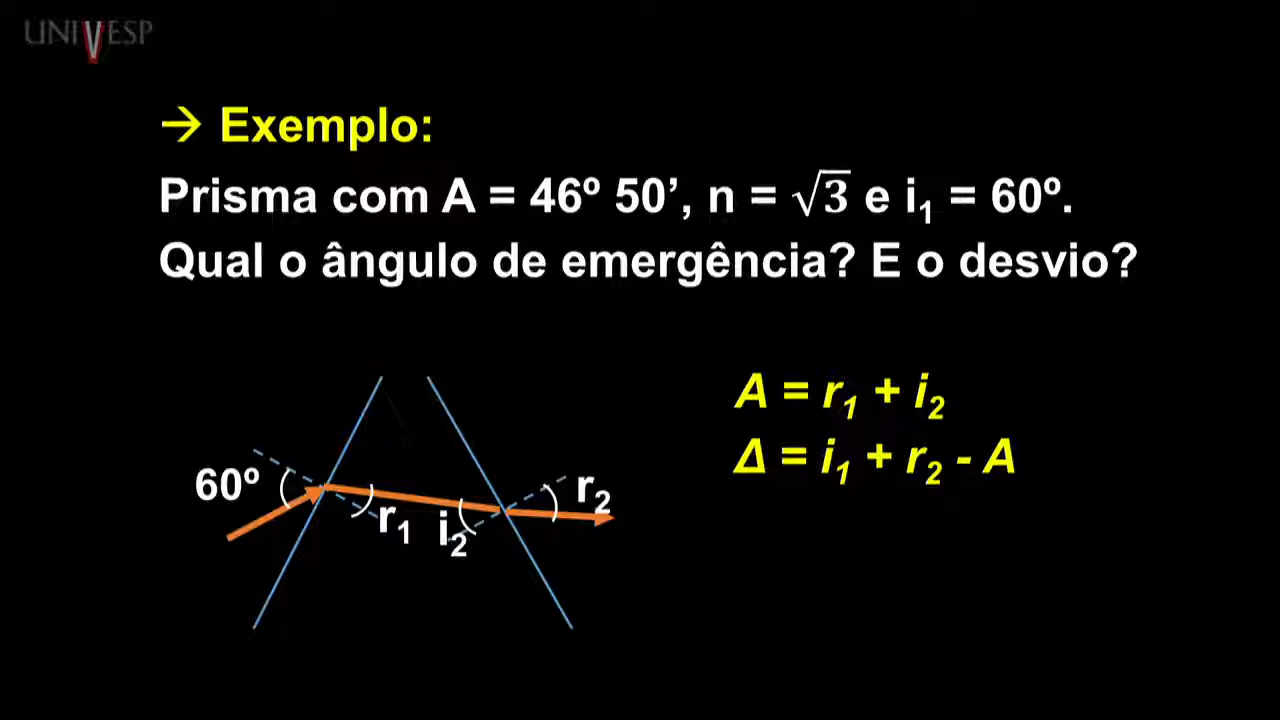 UNIVESP
→ Exemplo:
Prisma com A = 46º 50’, n = √3 e i₁ = 60º.
Qual o ângulo de emergência? E o desvio?
A = r₁ + i₂
Δ = i₁ + r₂ - A
60º
r₁
i₂
r₂